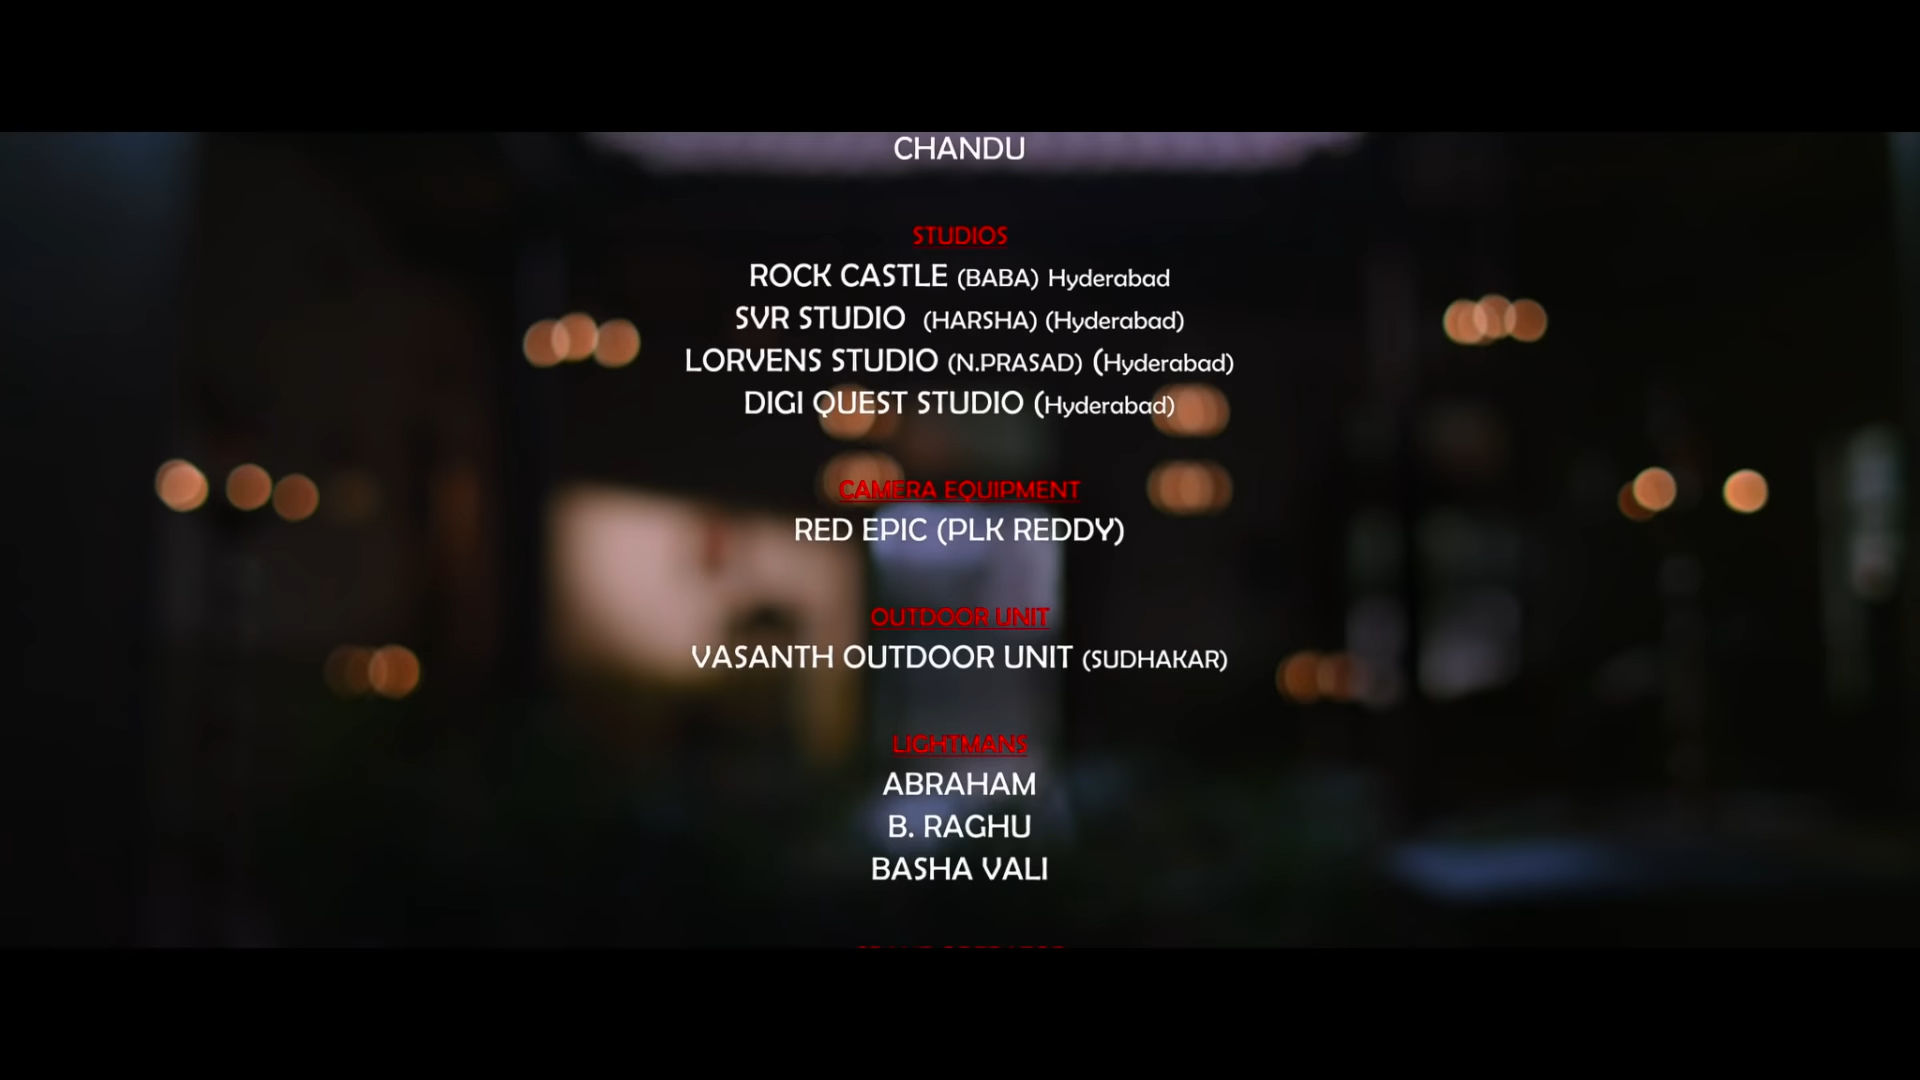 CHANDU
STUDIOS
ROCK CASTLE (BABA) Hyderabad
SVR STUDIO (HARSHA) (Hyderabad)
LORVENS STUDIO (N.PRASAD) (Hyderabad)
DIGI QUEST STUDIO (Hyderabad)
CAMERA EQUIPMENT
RED EPIC (PLK REDDY)
OUTDOOR UNIT
VASANTH OUTDOOR UNIT (SUDHAKAR)
LIGHTMANS
ABRAHAM
B. RAGHU
BASHA VALI